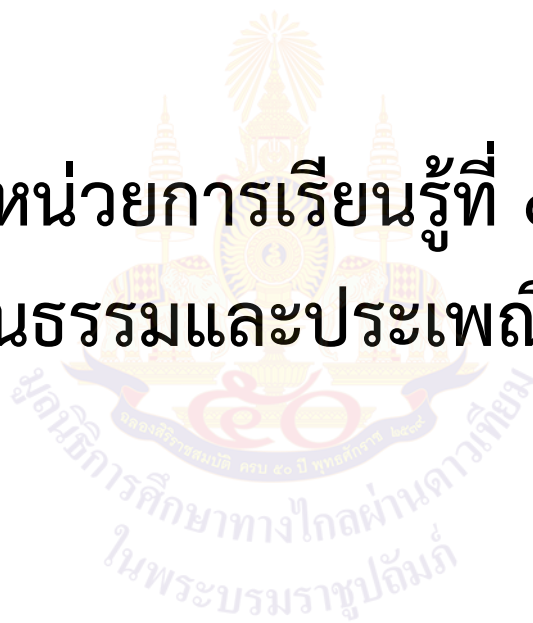 หน่วยการเรียนรู้ที่
นธรรมและประเพณี
๕๐
ฉลองสิริราชสมบัติ ครบ ๕๐ ปี พุทธศักราช ๒๕๓๙
มูลนิธิการศึกษาทางไกลผ่านดาวเทียม
ในพระบรมราชูปถัมภ์